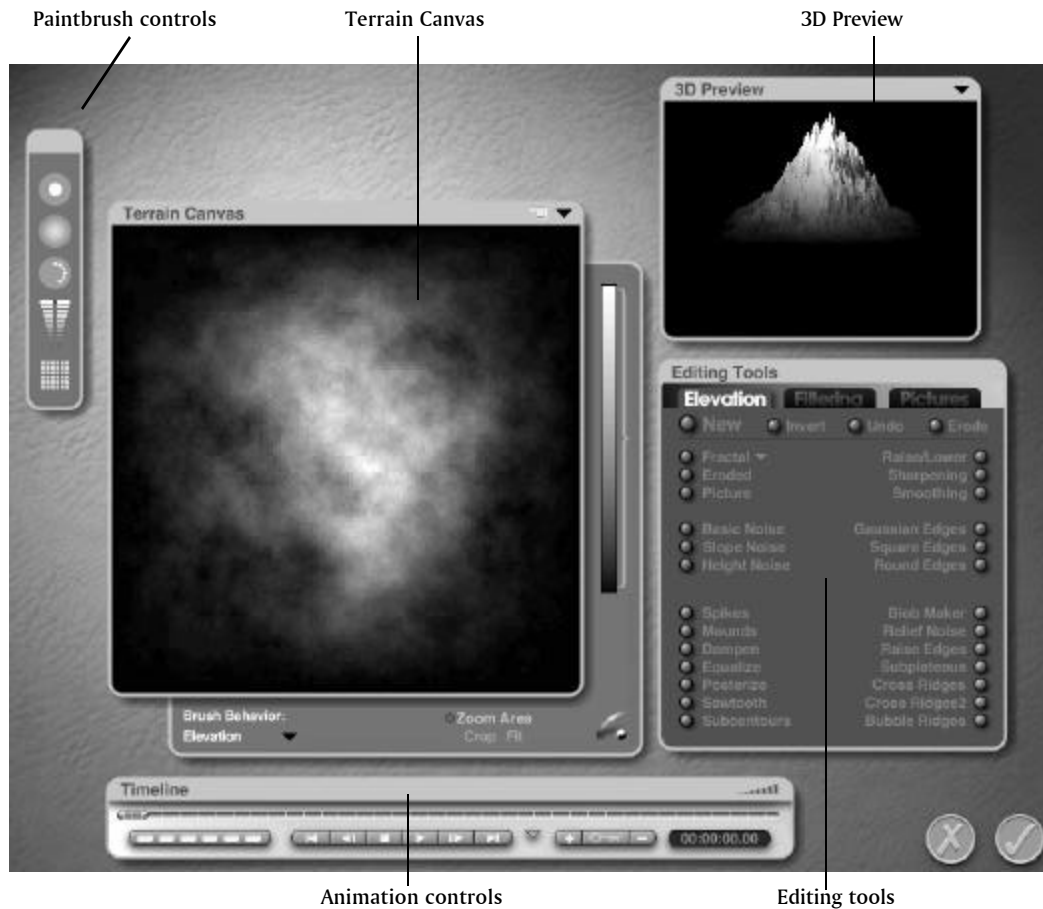 Paintbrush controls
Terrain Canvas
3D Preview
3D Preview
Terrain Canvas
Editing Tools
Elevation Filtering Pictures
New Invert Undo Erode
Fractal Raise/Lower
Eroded Sharpening
Picture Smoothing
Basic Noise Gaussian Edges
Slope Noise Square Edges
Height Noise Round Edges
Spikes Blob Maker
Mounds Relief Noise
Dampen Raise Edges
Equalize Subplateaus
Posterize Cross Ridges
Sawtooth Cross Ridges2
Subcontours Bubble Ridges
Brush Behavior:
Elevation
Zoom Area
Crop Fit
Timeline
00:00:00.00
Animation controls
Editing tools